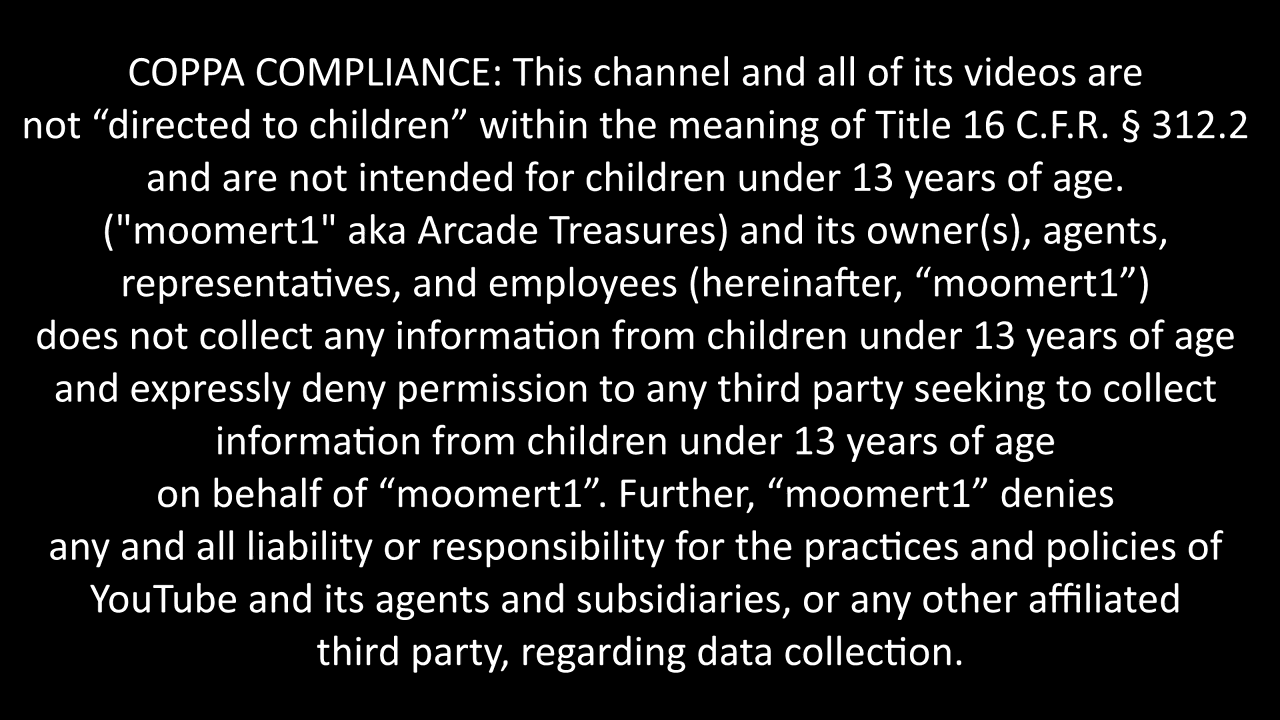 COPPA COMPLIANCE: This channel and all of its videos are
not “directed to children” within the meaning of Title 16 C.F.R. § 312.2
and are not intended for children under 13 years of age.
("moomert1" aka Arcade Treasures) and its owner(s), agents,
representatives, and employees (hereinafter, “moomert1”)
does not collect any information from children under 13 years of age
and expressly deny permission to any third party seeking to collect
information from children under 13 years of age
on behalf of “moomert1”. Further, “moomert1” denies
any and all liability or responsibility for the practices and policies of
YouTube and its agents and subsidiaries, or any other affiliated
third party, regarding data collection.